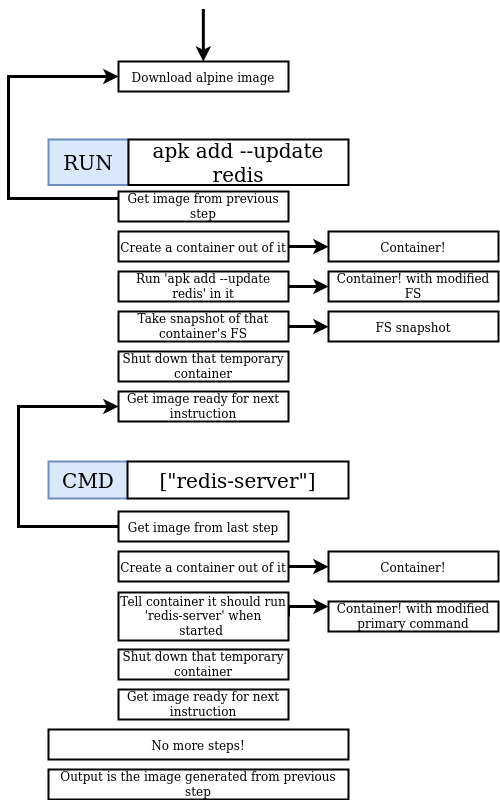 Download alpine image
RUN
apk add --update
redis
Get image from previous
step
Create a container out of it
Container!
Run 'apk add --update
redis' in it
Container! with modified
FS
Take snapshot of that
container's FS
FS snapshot
Shut down that temporary
container
Get image ready for next
instruction
CMD
["redis-server"]
Get image from last step
Create a container out of it
Container!
Tell container it should run
'redis-server' when
started
Container! with modified
primary command
Shut down that temporary
container
Get image ready for next
instruction
No more steps!
Output is the image generated from previous
step